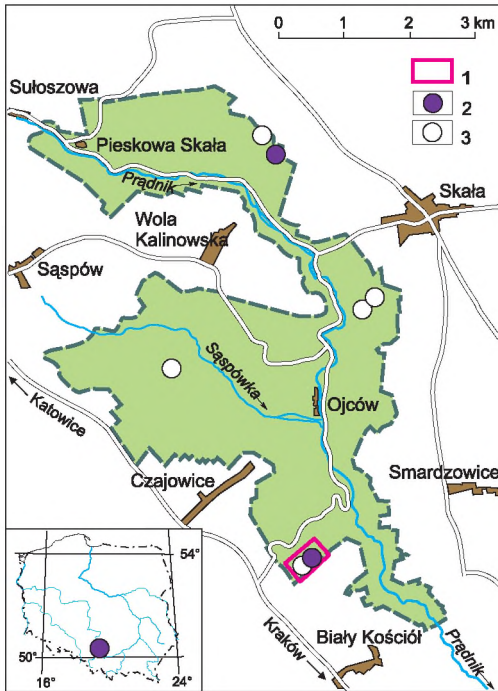 0 1 2 3 km
1
2
3
Sułoszowa
Pieskowa Skała
Prądnik
Skała
Wola
Kalinowska
Sąspów
Sąspówka
Katowice
Ojców
Czajowice
Smardzowice
54°
50°
16°
24°
Kraków
Biały Kościół
Prądnik